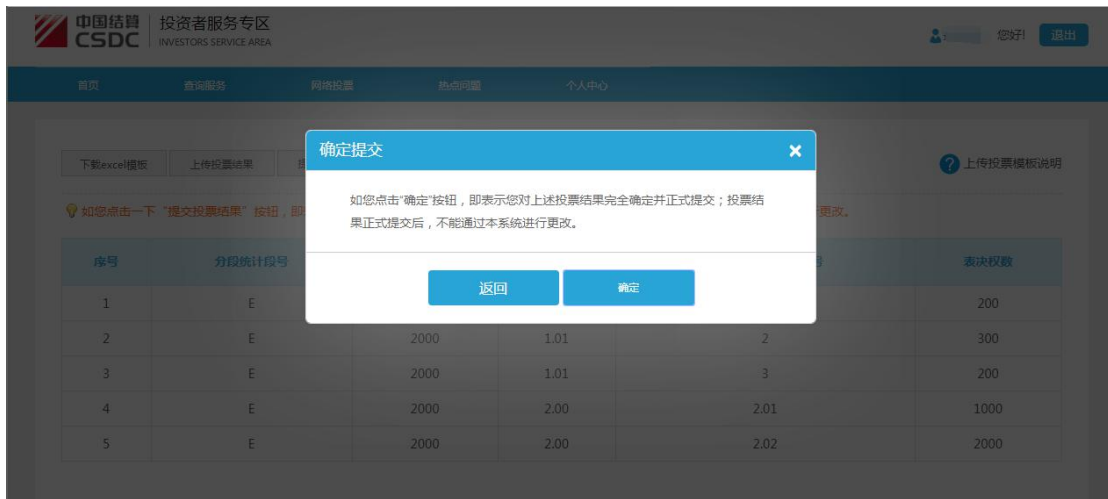 中国结算 投资者服务专区
CSDC INVESTORS SERVICE AREA
您好! 退出
首页 查询服务 网络投票 热点问题 个人中心
确定提交
下载excel模板 上传投票结果 上传投票模板说明
如您点击"确定"按钮，即表示您对上述投票结果完全确定并正式提交；投票结
果正式提交后，不能通过本系统进行更改。
如您点击一下“提交投票结果”按钮，即 更改。
序号 分段统计段号 号 表决权数
返回 确定
1 E 200
2 E 2000 1.01 2 300
3 E 2000 1.01 3 200
4 E 2000 2.00 2.01 1000
5 E 2000 2.00 2.02 2000